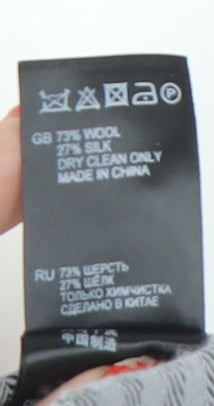 GB 73% WOOL
27% SILK
DRY CLEAN ONLY
MADE IN CHINA
RU 73% ШЕРСТЬ
27% ШЁЛК
ТОЛЬКО ХИМЧИСТКА
СДЕЛАНО В КИТАЕ
中国制造